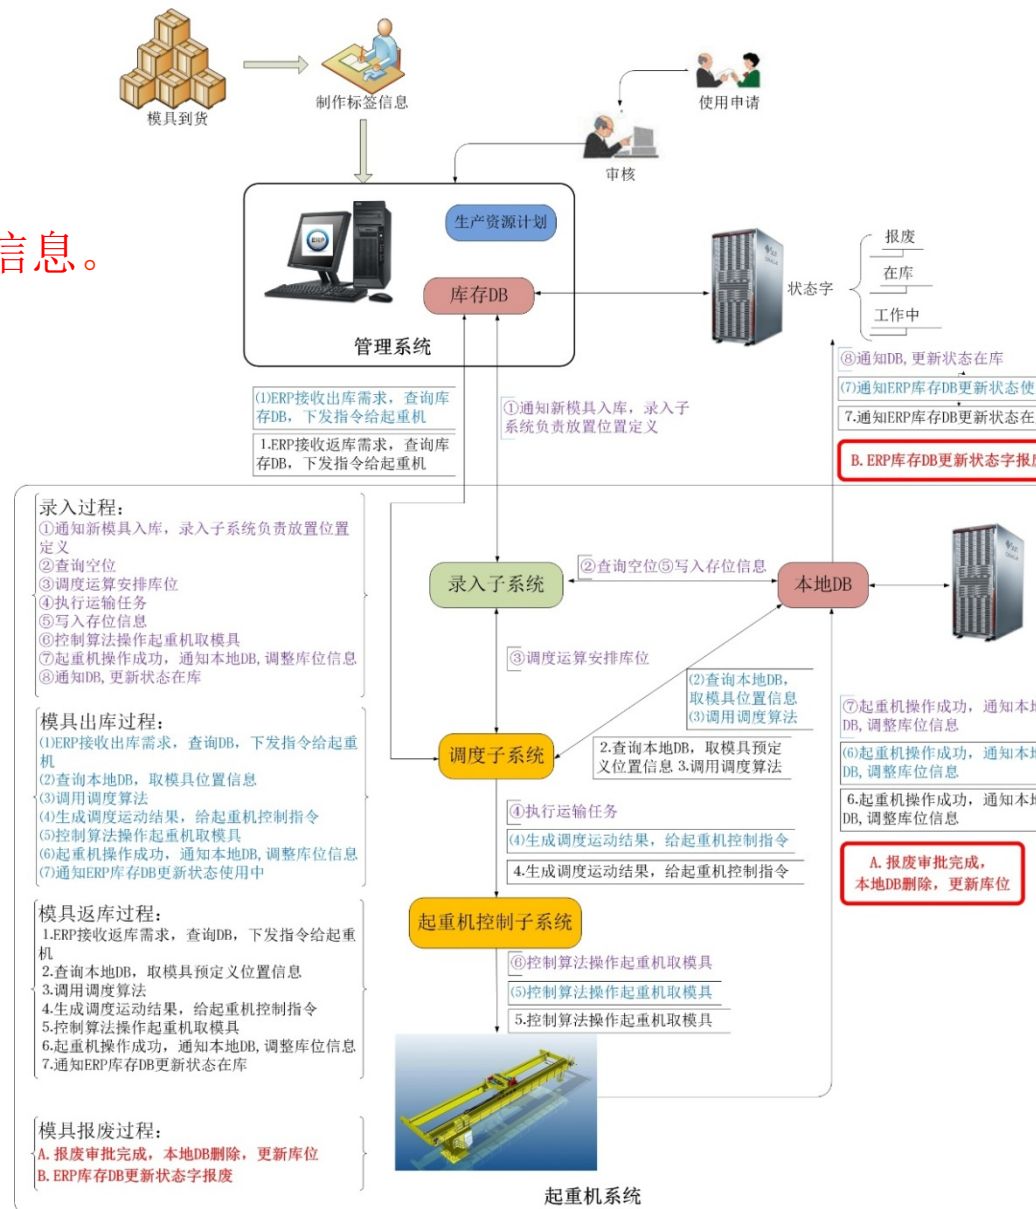 模具到货
制作标签信息
使用申请
审核
信息。
ERP
生产资源计划
库存DB
管理系统
状态字
报废
在库
工作中
⑧通知DB,更新状态在库
(7)通知ERP库存DB更新状态使
7.通知ERP库存DB更新状态在
B.ERP库存DB更新状态字报废
(1)ERP接收出库需求，查询库
存DB，下发指令给起重机
1.ERP接收返库需求，查询库
存DB，下发指令给起重机
①通知新模具入库，录入子
系统负责放置位置定义
录入过程：
①通知新模具入库，录入子系统负责放置位置
定义
②查询空位
③调度运算安排库位
④执行运输任务
⑤写入存位信息
⑥控制算法操作起重机取模具
⑦起重机操作成功，通知本地DB,调整库位信息
⑧通知DB,更新状态在库
模具出库过程：
(1)ERP接收出库需求，查询DB，下发指令给起重
机
(2)查询本地DB，取模具位置信息
(3)调用调度算法
(4)生成调度运动结果，给起重机控制指令
(5)控制算法操作起重机取模具
(6)起重机操作成功，通知本地DB,调整库位信息
(7)通知ERP库存DB更新状态使用中
模具返库过程：
1.ERP接收返库需求，查询DB，下发指令给起重
机
2.查询本地DB，取模具预定义位置信息
3.调用调度算法
4.生成调度运动结果，给起重机控制指令
5.控制算法操作起重机取模具
6.起重机操作成功，通知本地DB,调整库位信息
7.通知ERP库存DB更新状态在库
模具报废过程：
A.报废审批完成，本地DB删除，更新库位
B.ERP库存DB更新状态字报废
录入子系统
②查询空位⑤写入存位信息
本地DB
③调度运算安排库位
(2)查询本地DB，
取模具位置信息
(3)调用调度算法
调度子系统
2.查询本地DB，取模具预定
义位置信息 3.调用调度算法
④执行运输任务
(4)生成调度运动结果，给起重机控制指令
4.生成调度运动结果，给起重机控制指令
起重机控制子系统
⑥控制算法操作起重机取模具
(5)控制算法操作起重机取模具
5.控制算法操作起重机取模具
⑦起重机操作成功，通知本地
DB,调整库位信息
(6)起重机操作成功，通知本地
DB,调整库位信息
6.起重机操作成功，通知本地
DB,调整库位信息
A.报废审批完成，
本地DB删除，更新库位
起重机系统